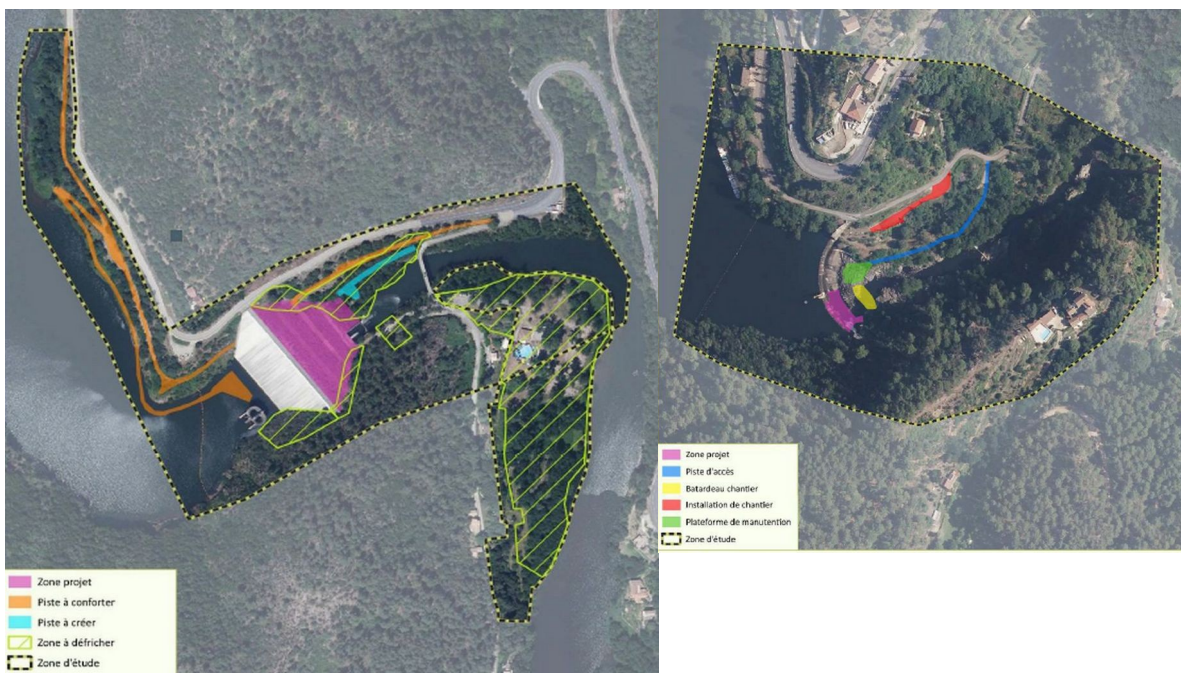 Zone projet
Piste à conforter
Piste à créer
Zone à défricher
Zone d'étude
Zone projet
Piste d'accès
Batardeau chantier
Installation de chantier
Plateforme de manutention
Zone d'étude